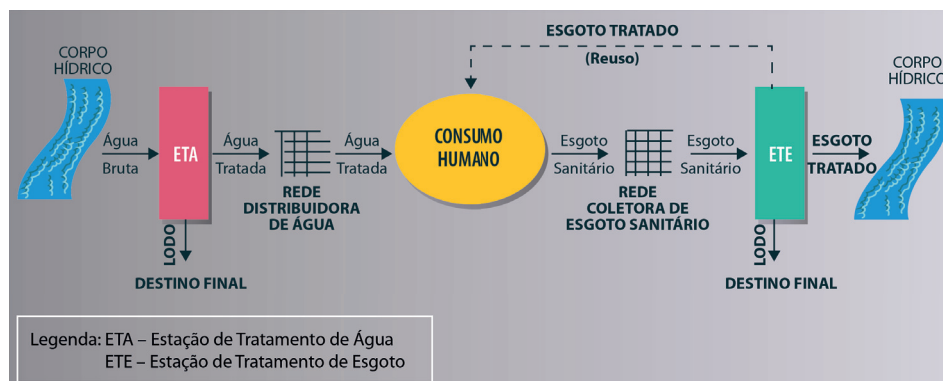 ESGOTO TRATADO
(Reuso)
CORPO
HÍDRICO
CORPO
HÍDRICO
Água
Bruta
ETA
Água
Tratada
Água
Tratada
CONSUMO
HUMANO
Esgoto
Sanitário
Esgoto
Sanitário
ETE
ESGOTO
TRATADO
REDE
DISTRIBUIDORA
DE ÁGUA
REDE
COLETORA DE
ESGOTO SANITÁRIO
LODO
DESTINO FINAL
LODO
DESTINO FINAL
Legenda: ETA – Estação de Tratamento de Água
ETE – Estação de Tratamento de Esgoto